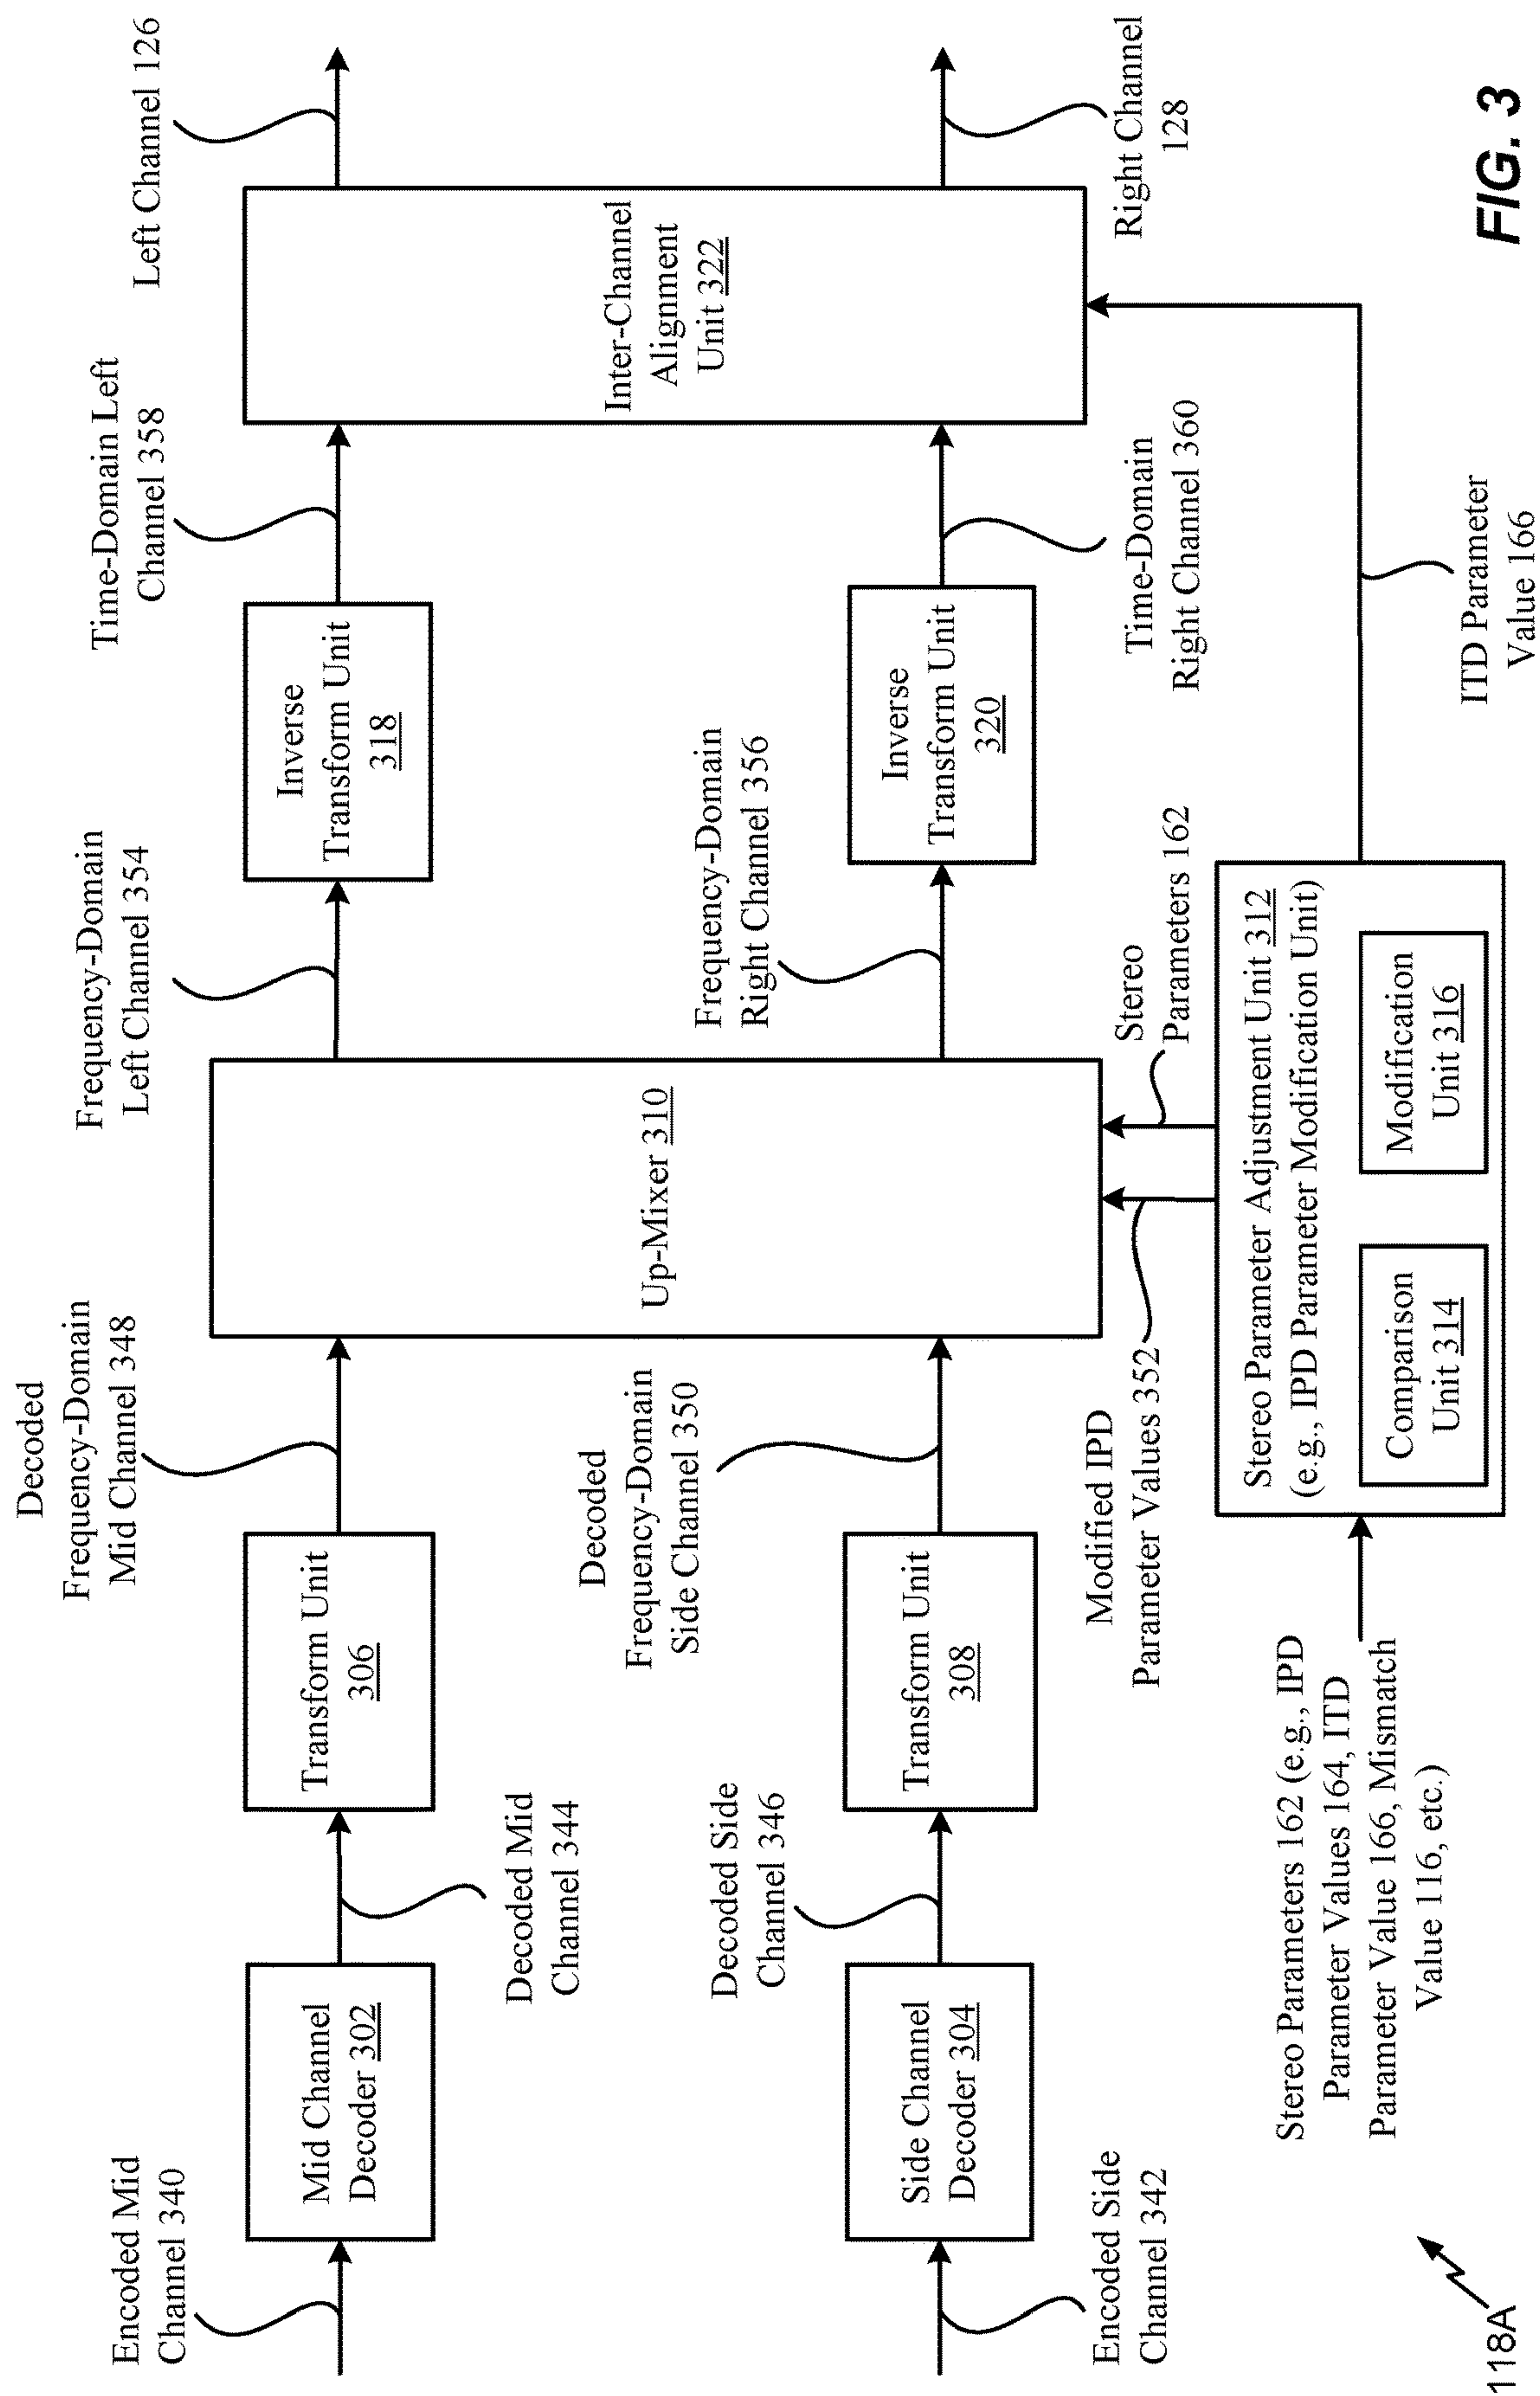 Encoded Mid
Channel 340
Mid Channel
Decoder 302
Decoded Mid
Channel 344
Transform Unit
306
Decoded
Frequency-Domain
Mid Channel 348
Up-Mixer 310
Frequency-Domain
Left Channel 354
Inverse
Transform Unit
318
Time-Domain Left
Channel 358
Inter-Channel
Alignment
Unit 322
Left Channel 126
Encoded Side
Channel 342
Side Channel
Decoder 304
Decoded Side
Channel 346
Transform Unit
308
Decoded
Frequency-Domain
Side Channel 350
Frequency-Domain
Right Channel 356
Inverse
Transform Unit
320
Time-Domain
Right Channel 360
Right Channel
128
Modified IPD
Parameter Values 352
Stereo
Parameters 162
Stereo Parameters 162 (e.g., IPD
Parameter Values 164, ITD
Parameter Value 166, Mismatch
Value 116, etc.)
Stereo Parameter Adjustment Unit 312
(e.g., IPD Parameter Modification Unit)
Comparison
Unit 314
Modification
Unit 316
ITD Parameter
Value 166
118A
FIG. 3